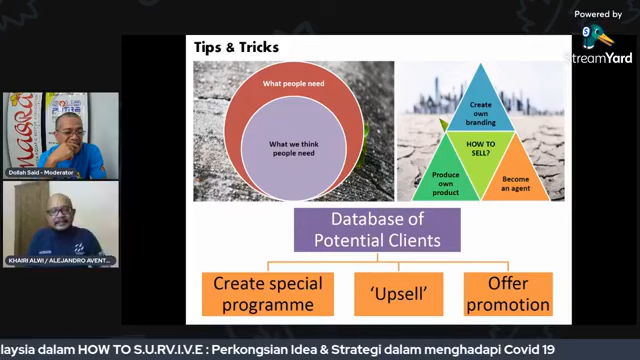 Powered by
StreamYard
Tips & Tricks
What people need
What we think
people need
Create
own
branding
HOW TO
SELL?
Produce
own
product
Become
an agent
Database of
Potential Clients
Create special
programme
'Upsell'
Offer
promotion
Dollah Said - Moderator
KHAIRI ALWI / ALEJANDRO AVENT...
laysia dalam HOW TO S.U.RV.I.V.E : Perkongsian Idea & Strategi dalam menghadapi Covid 19